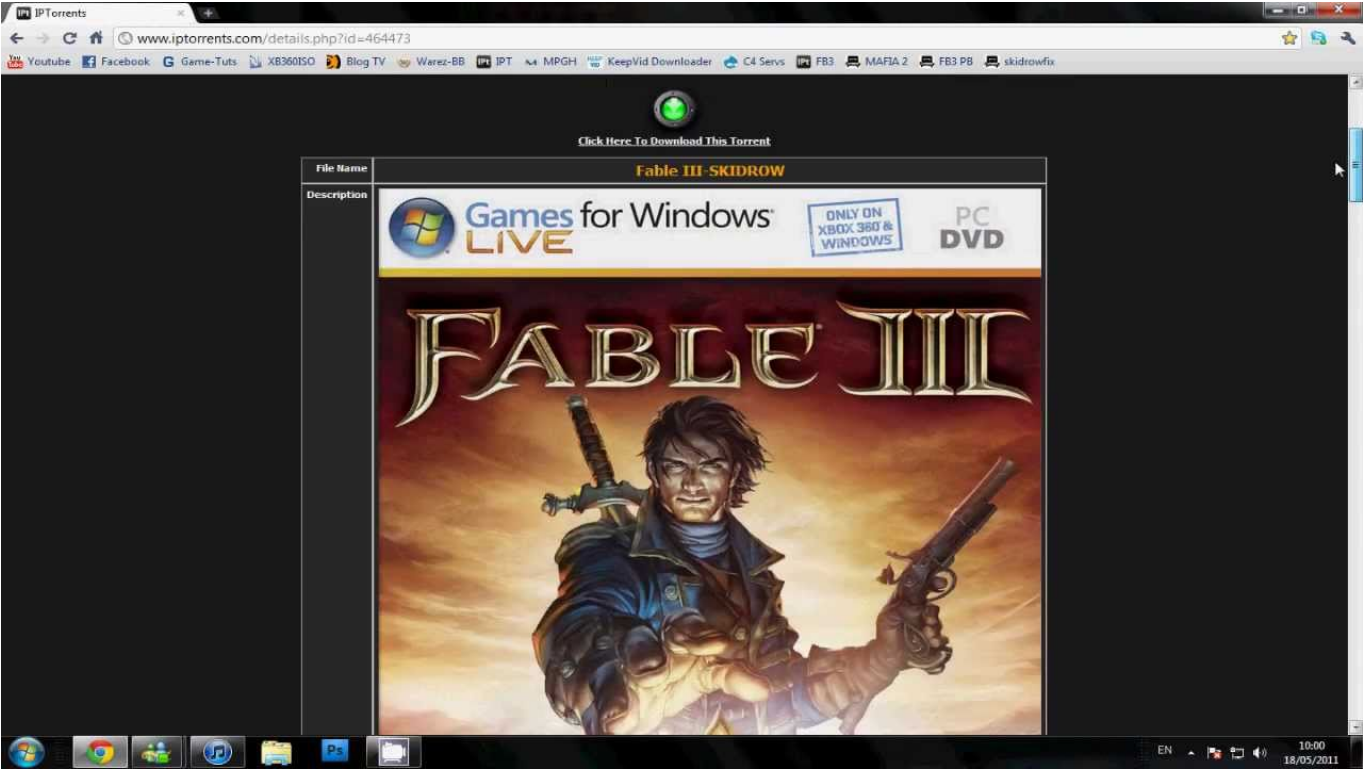 IPTorrents
www.iptorrents.com/details.php?id=464473
Youtube Facebook Game-Tuts XB360ISO Blog TV Warez-BB IPT MPGH KeepVid Downloader C4 Servs FB3 MAFIA 2 FB3 PB skidrowfix
Click Here To Download This Torrent
File Name Fable III-SKIDROW
Description
Games for Windows
LIVE
ONLY ON
XBOX 360 &
WINDOWS
PC
DVD
FABLE III
Ps
EN
10:00
18/05/2011